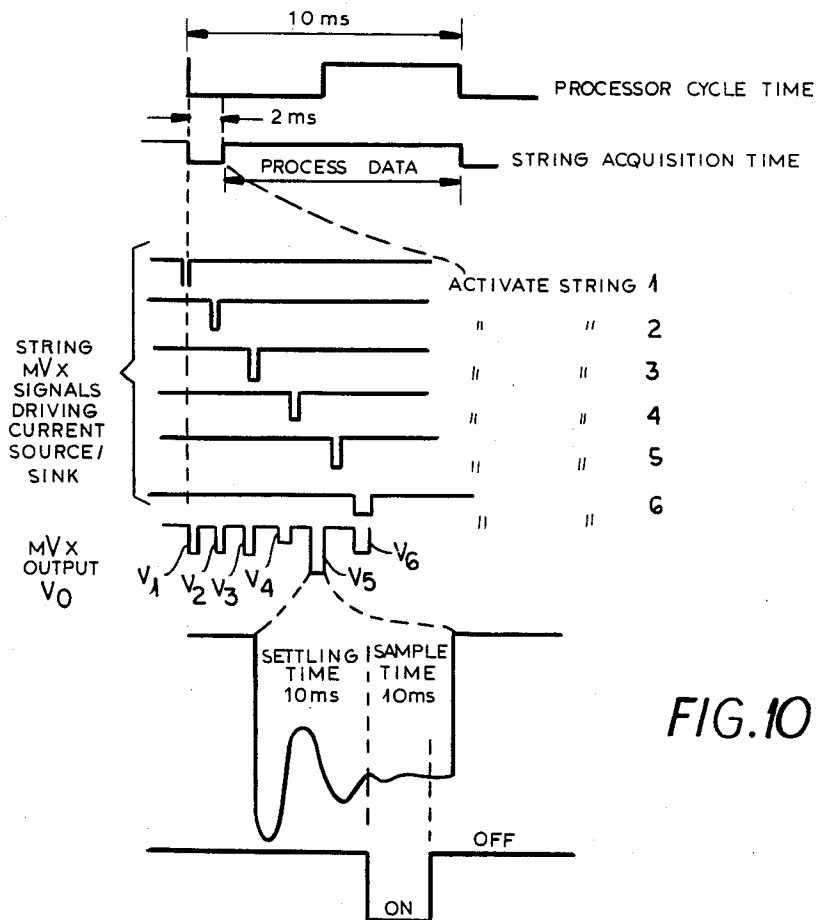 10 ms
PROCESSOR CYCLE TIME
2 ms
STRING ACQUISITION TIME
PROCESS DATA
ACTIVATE STRING 1
" " 2
" " 3
" " 4
" " 5
" " 6
STRING
MVX
SIGNALS
DRIVING
CURRENT
SOURCE/
SINK
MVX
OUTPUT
V0
V1
V2
V3
V4
V5
V6
SETTLING
TIME
10ms
SAMPLE
TIME
10ms
FIG.10
OFF
ON